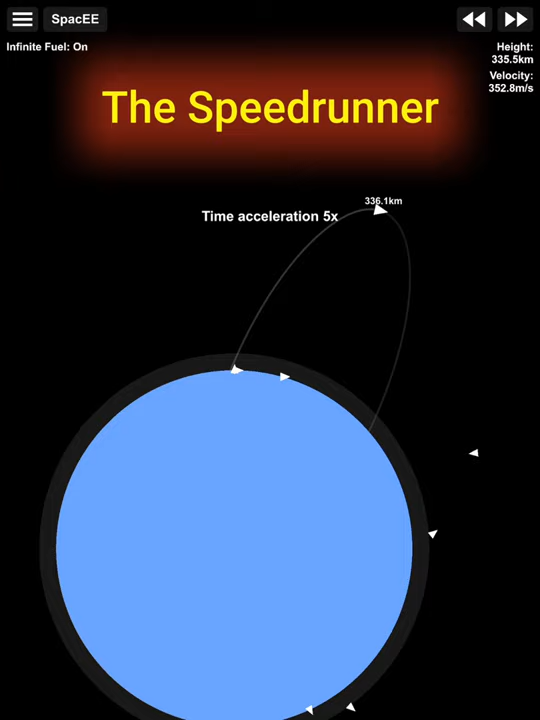 SpacEE
Infinite Fuel: On
Height:
335.5km
Velocity:
352.8m/s
The Speedrunner
336.1km
Time acceleration 5x